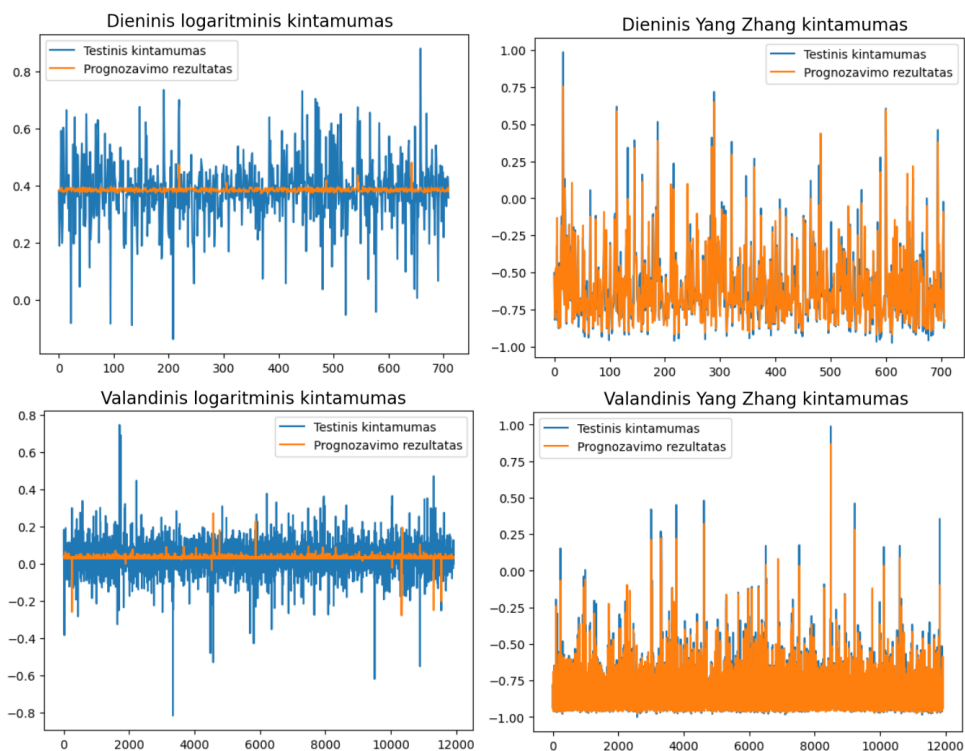 Dieninis logaritminis kintamumas
Testinis kintamumas
Prognozavimo rezultatas
0.8
0.6
0.4
0.2
0.0
0 100 200 300 400 500 600 700
Dieninis Yang Zhang kintamumas
Testinis kintamumas
Prognozavimo rezultatas
1.00
0.75
0.50
0.25
0.00
−0.25
−0.50
−0.75
−1.00
0 100 200 300 400 500 600 700
Valandinis logaritminis kintamumas
Testinis kintamumas
Prognozavimo rezultatas
0.8
0.6
0.4
0.2
0.0
−0.2
−0.4
−0.6
−0.8
0 2000 4000 6000 8000 10000 12000
Valandinis Yang Zhang kintamumas
Testinis kintamumas
Prognozavimo rezultatas
1.00
0.75
0.50
0.25
0.00
−0.25
−0.50
−0.75
−1.00
0 2000 4000 6000 8000 10000 12000